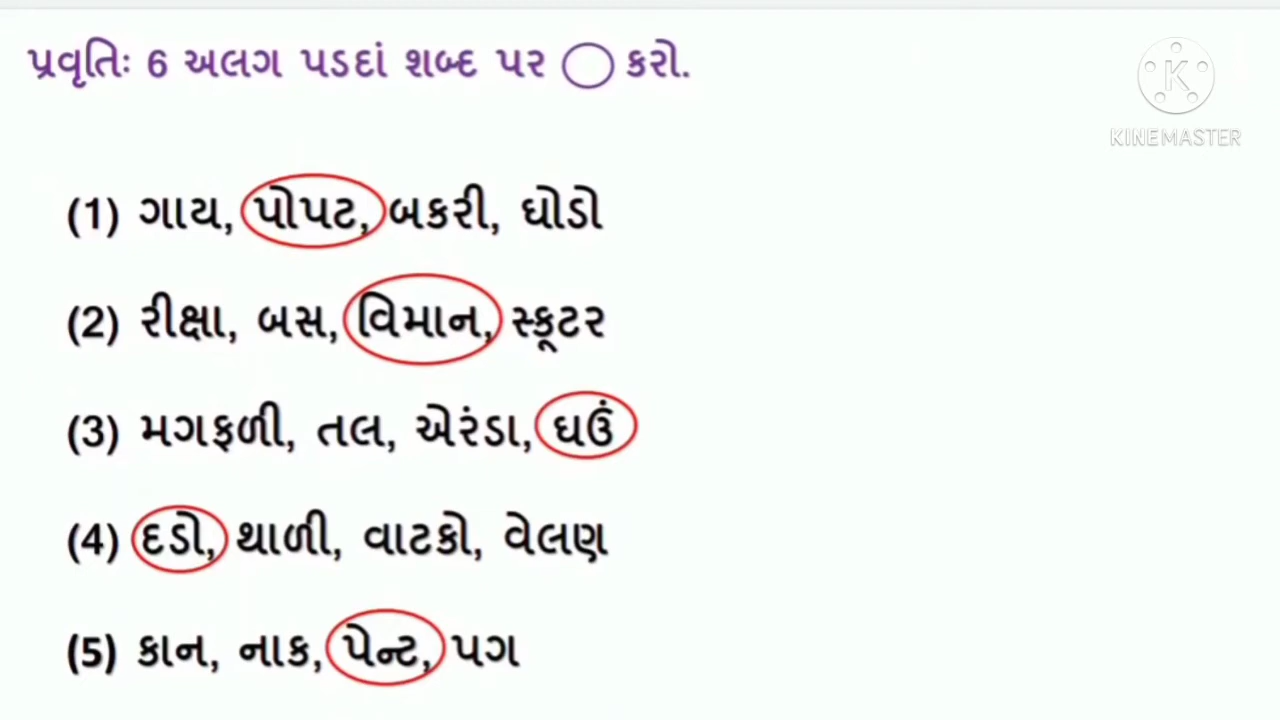 પ્રવૃતિઃ 6 અલગ પડદાં શબ્દ પર ◯ કરો.
K
KINEMASTER
(1) ગાય, પોપટ, બકરી, ઘોડો
(2) રીક્ષા, બસ, વિમાન, સ્કૂટર
(3) મગફળી, તલ, એરંડા, ઘઉં
(4) દડો, થાળી, વાટકો, વેલણ
(5) કાન, નાક, પેન્ટ, પગ